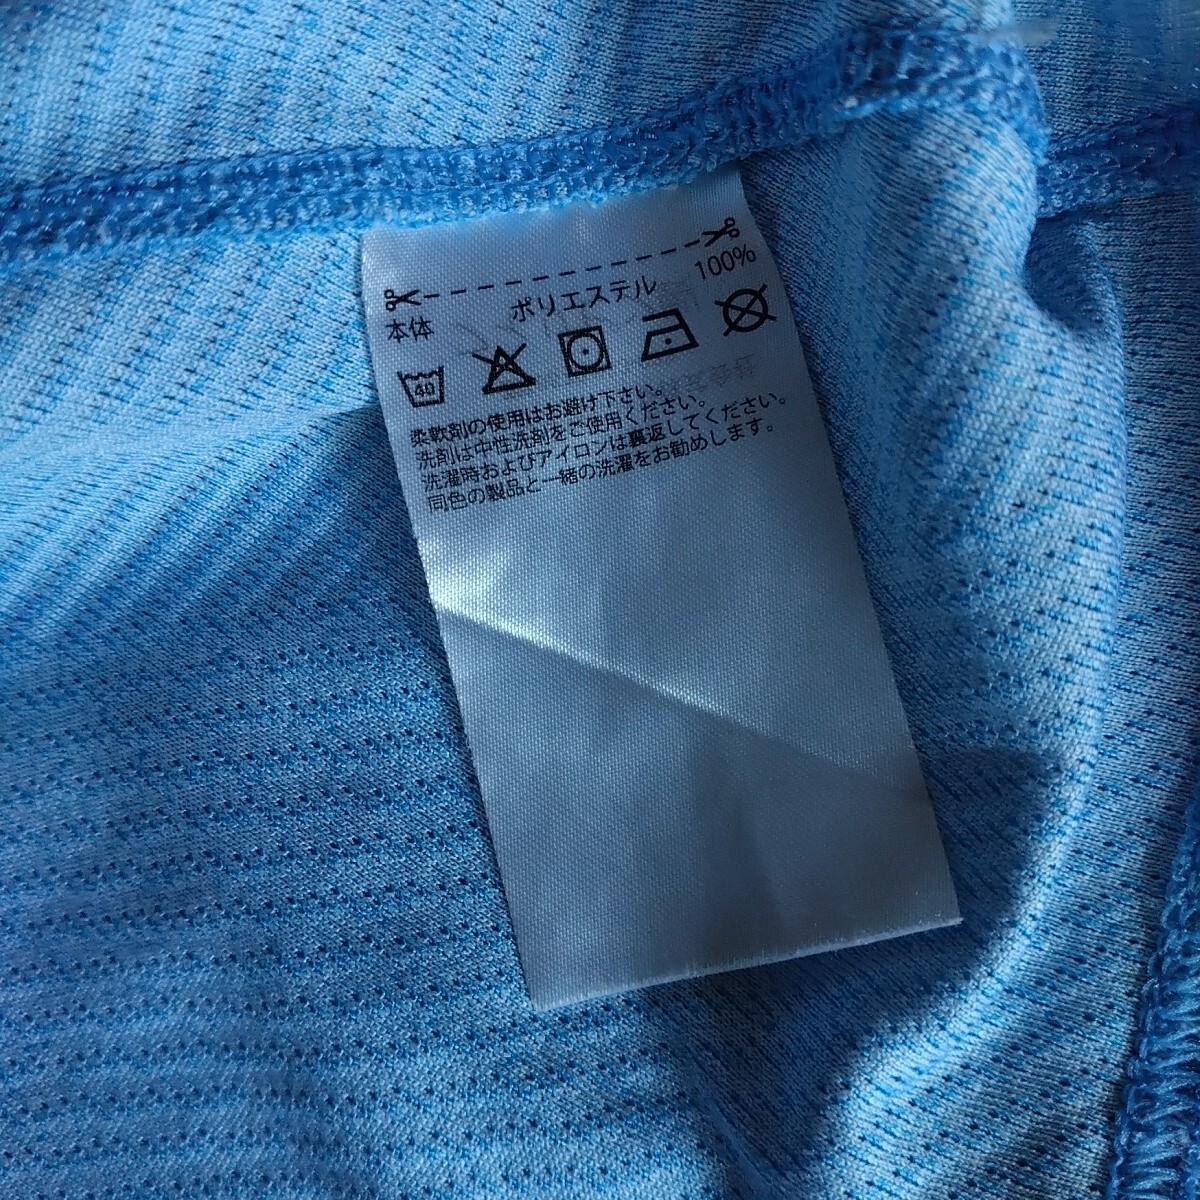 本体 ポリエステル 100%
40
柔軟剤の使用はお避け下さい。
洗剤は中性洗剤をご使用ください。
洗濯時およびアイロンは裏返してください。
同色の製品と一緒の洗濯をお勧めします。